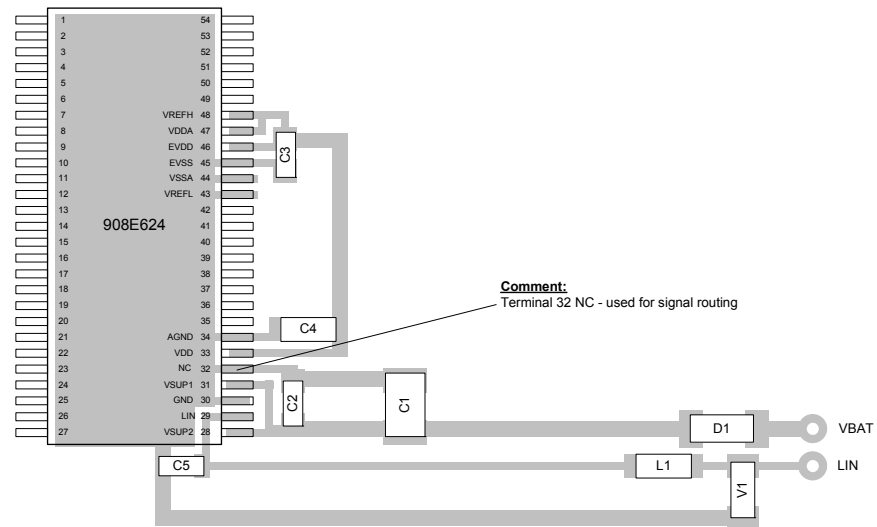 1 54
2 53
3 52
4 51
5 50
6 49
7 VREFH 48
8 VDDA 47
9 EVDD 46
10 EVSS 45
11 VSSA 44
12 VREFL 43
13 42
14 908E624 41
15 40
16 39
17 38
18 37
19 36
20 35
21 AGND 34
22 VDD 33
23 NC 32
24 VSUP1 31
25 GND 30
26 LIN 29
27 VSUP2 28
C3
Comment:
Terminal 32 NC - used for signal routing
C4
C2
C1
D1
VBAT
C5
L1
LIN
V1